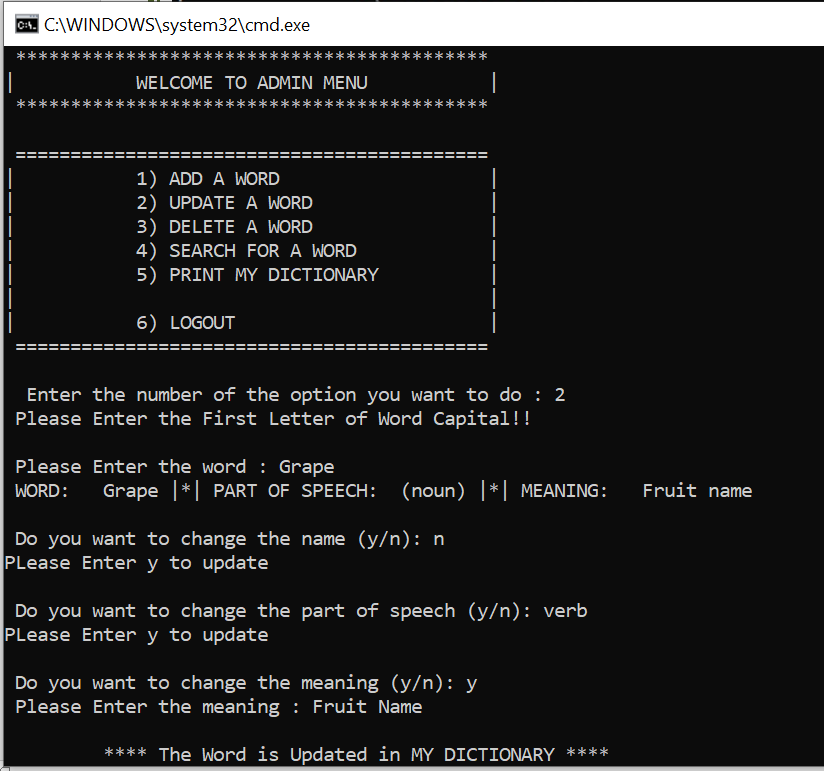 C:\WINDOWS\system32\cmd.exe
*******************************************
| WELCOME TO ADMIN MENU |
*******************************************
===========================================
| 1) ADD A WORD |
| 2) UPDATE A WORD |
| 3) DELETE A WORD |
| 4) SEARCH FOR A WORD |
| 5) PRINT MY DICTIONARY |
| |
| 6) LOGOUT |
===========================================
Enter the number of the option you want to do : 2
Please Enter the First Letter of Word Capital!!
Please Enter the word : Grape
WORD: Grape |*| PART OF SPEECH: (noun) |*| MEANING: Fruit name
Do you want to change the name (y/n): n
PLease Enter y to update
Do you want to change the part of speech (y/n): verb
PLease Enter y to update
Do you want to change the meaning (y/n): y
Please Enter the meaning : Fruit Name
**** The Word is Updated in MY DICTIONARY ****